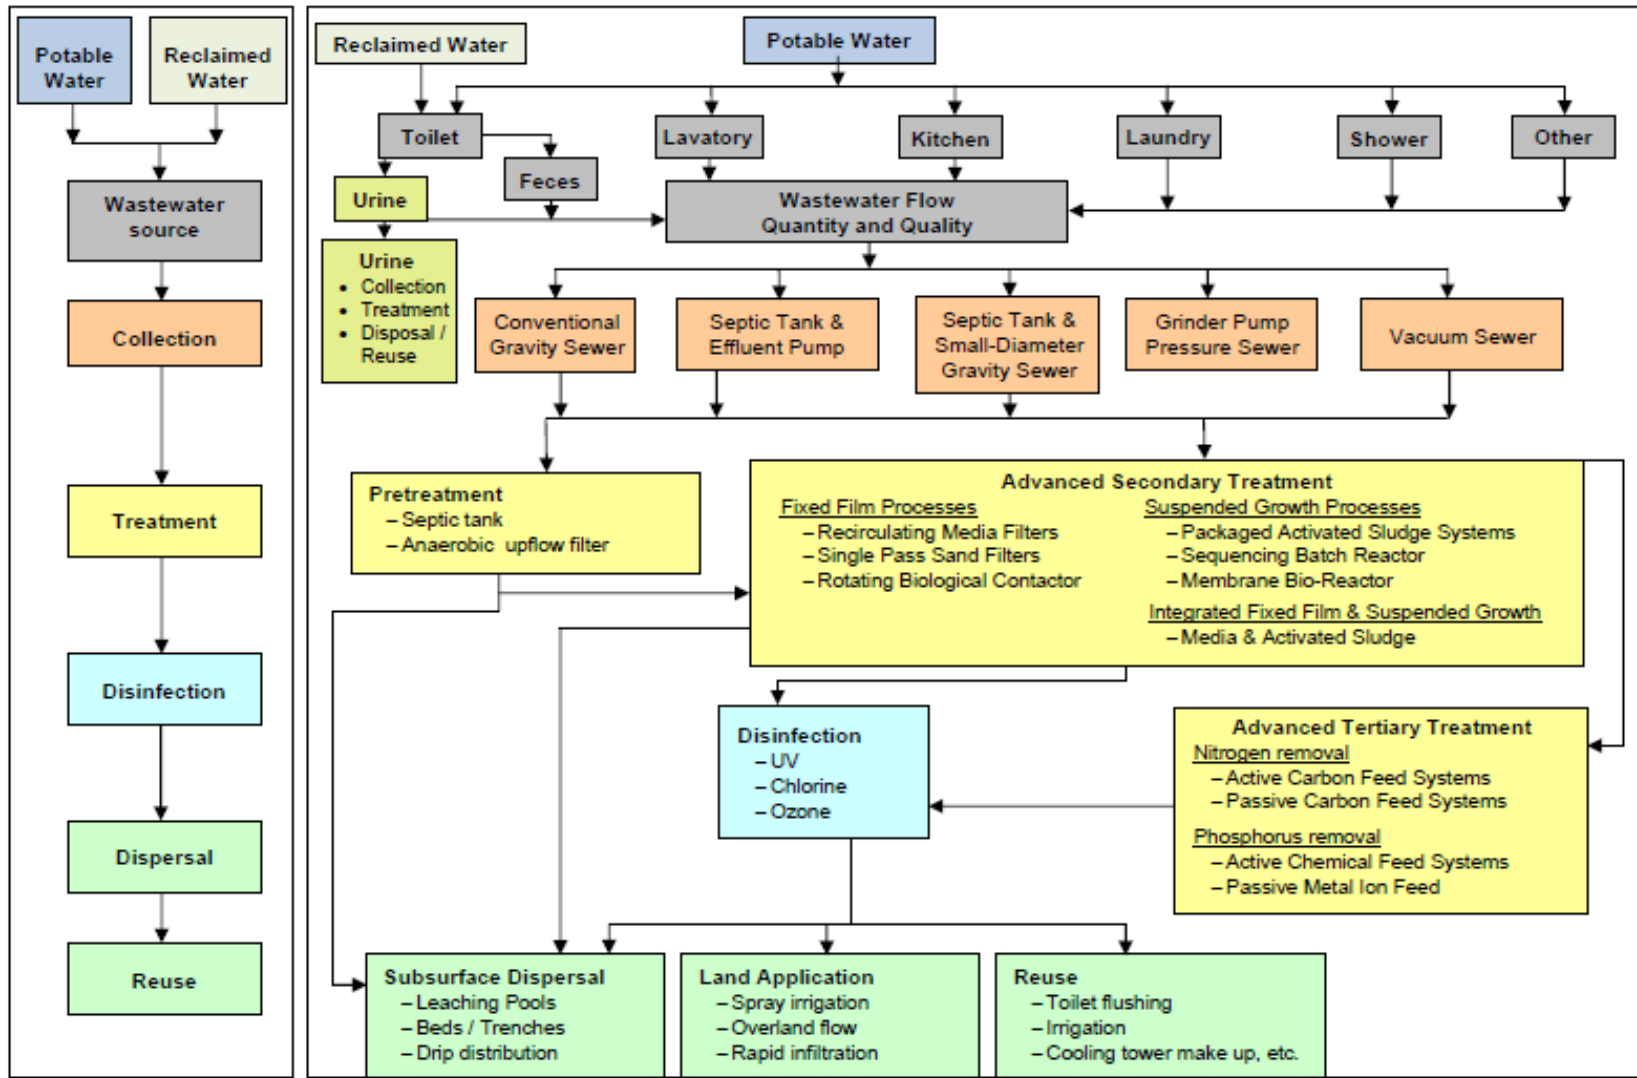 Potable
Water
Reclaimed
Water
Wastewater
source
Collection
Treatment
Disinfection
Dispersal
Reuse
Reclaimed Water
Potable Water
Toilet
Lavatory
Kitchen
Laundry
Shower
Other
Feces
Urine
Wastewater Flow
Quantity and Quality
Urine
• Collection
• Treatment
• Disposal /
Reuse
Conventional
Gravity Sewer
Septic Tank &
Effluent Pump
Septic Tank &
Small-Diameter
Gravity Sewer
Grinder Pump
Pressure Sewer
Vacuum Sewer
Pretreatment
– Septic tank
– Anaerobic upflow filter
Advanced Secondary Treatment
Fixed Film Processes
– Recirculating Media Filters
– Single Pass Sand Filters
– Rotating Biological Contactor
Suspended Growth Processes
– Packaged Activated Sludge Systems
– Sequencing Batch Reactor
– Membrane Bio-Reactor
Integrated Fixed Film & Suspended Growth
– Media & Activated Sludge
Disinfection
– UV
– Chlorine
– Ozone
Advanced Tertiary Treatment
Nitrogen removal
– Active Carbon Feed Systems
– Passive Carbon Feed Systems
Phosphorus removal
– Active Chemical Feed Systems
– Passive Metal Ion Feed
Subsurface Dispersal
– Leaching Pools
– Beds / Trenches
– Drip distribution
Land Application
– Spray irrigation
– Overland flow
– Rapid infiltration
Reuse
– Toilet flushing
– Irrigation
– Cooling tower make up, etc.